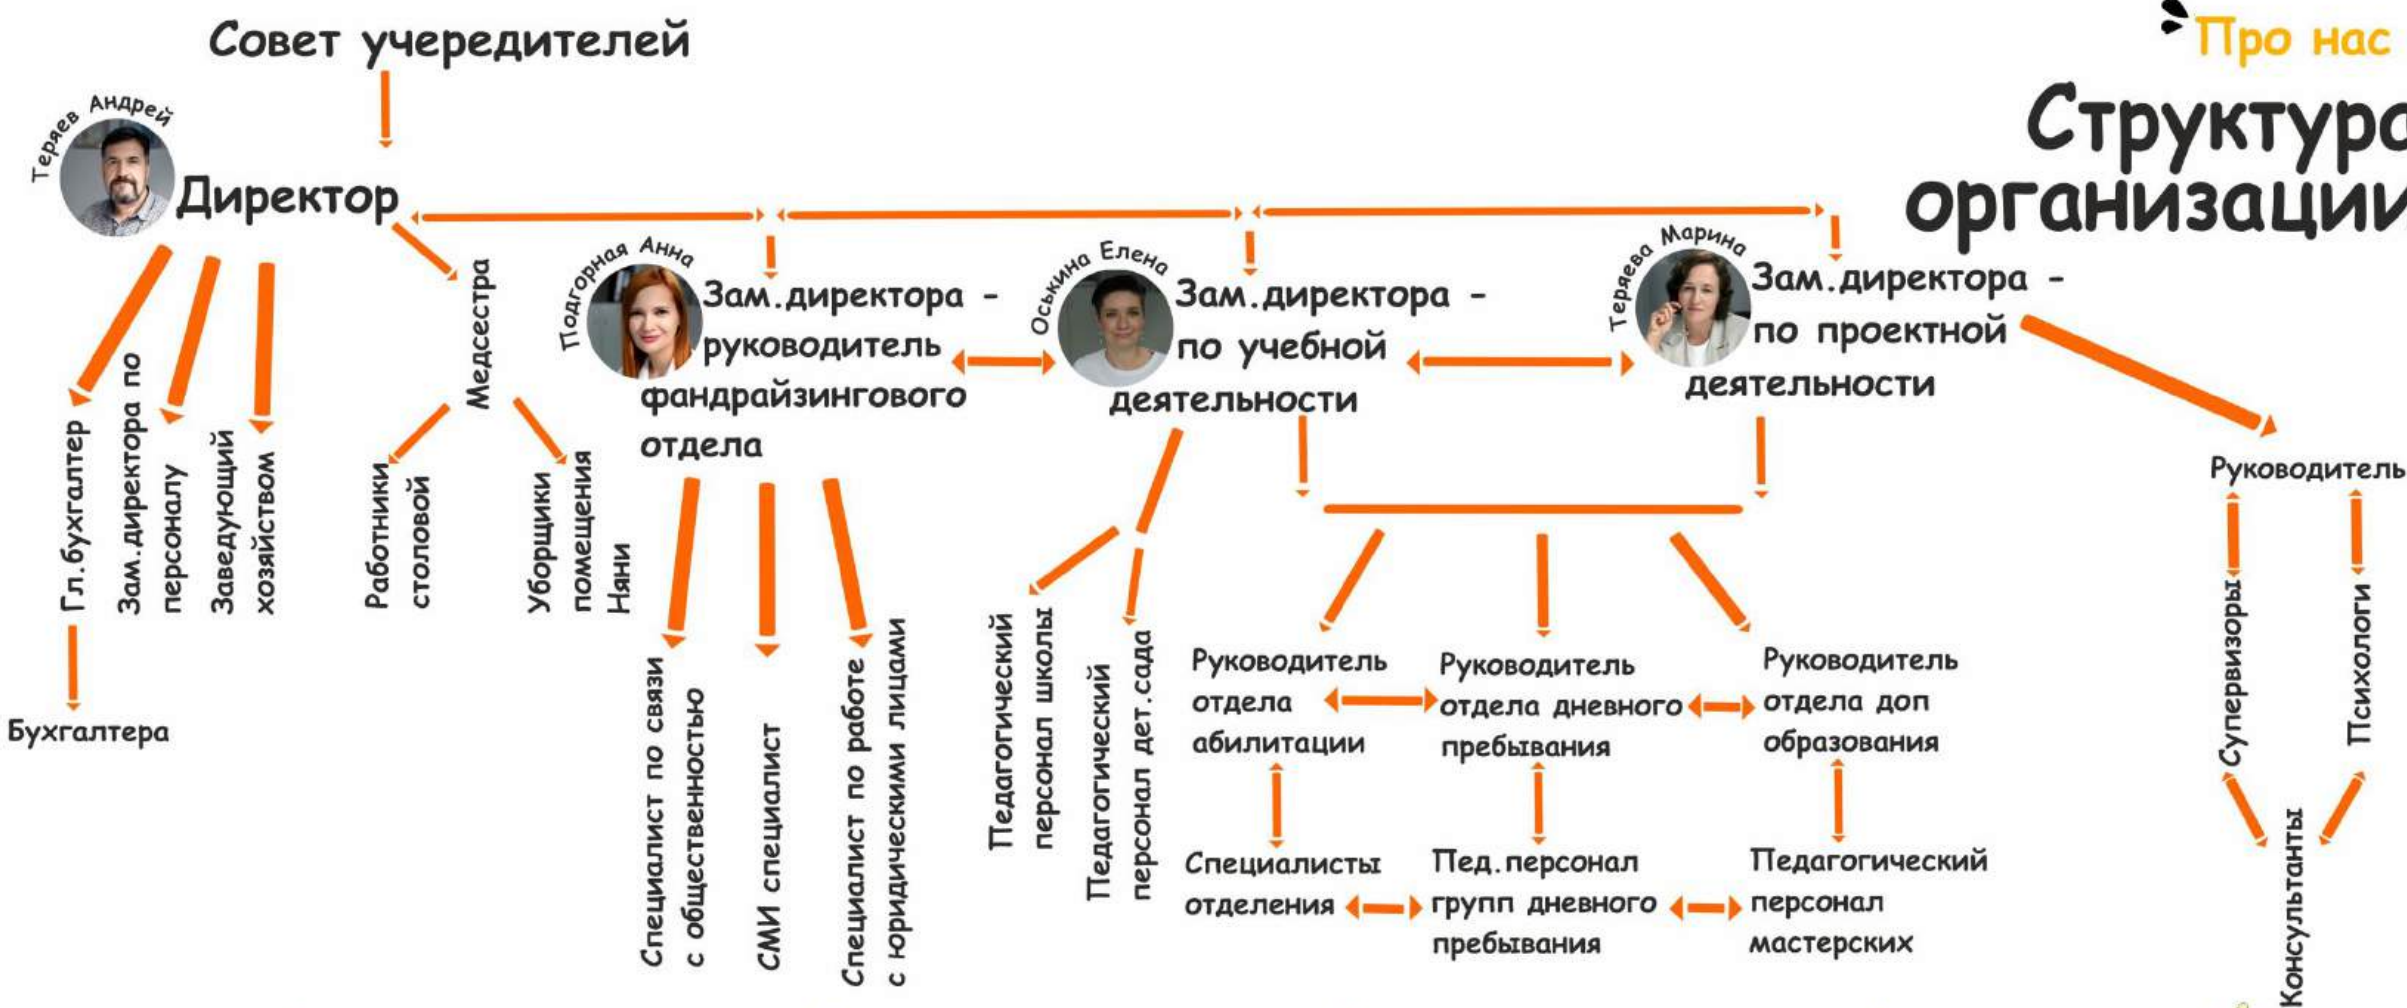 Совет учередителей
Про нас
Структура
организации
Теряев Андрей
Директор
Подгорная Анна
Зам.директора -
руководитель
фандрайзингового
отдела
Оськина Елена
Зам.директора -
по учебной
деятельности
Теряева Марина
Зам.директора -
по проектной
деятельности
Гл.бухгалтер
Зам.директора по
персоналу
Заведующий
хозяйством
Медсестра
Работники
столовой
Уборщики
помещения
Няни
Бухгалтера
Специалист по связи
с общественностью
СМИ специалист
Специалист по работе
с юридическими лицами
Педагогический
персонал школы
Педагогический
персонал дет.сада
Руководитель
отдела
абилитации
Руководитель
отдела дневного
пребывания
Руководитель
отдела доп
образования
Специалисты
отделения
Пед.персонал
групп дневного
пребывания
Педагогический
персонал
мастерских
Руководитель
Супервизоры
Психологи
Консультанты